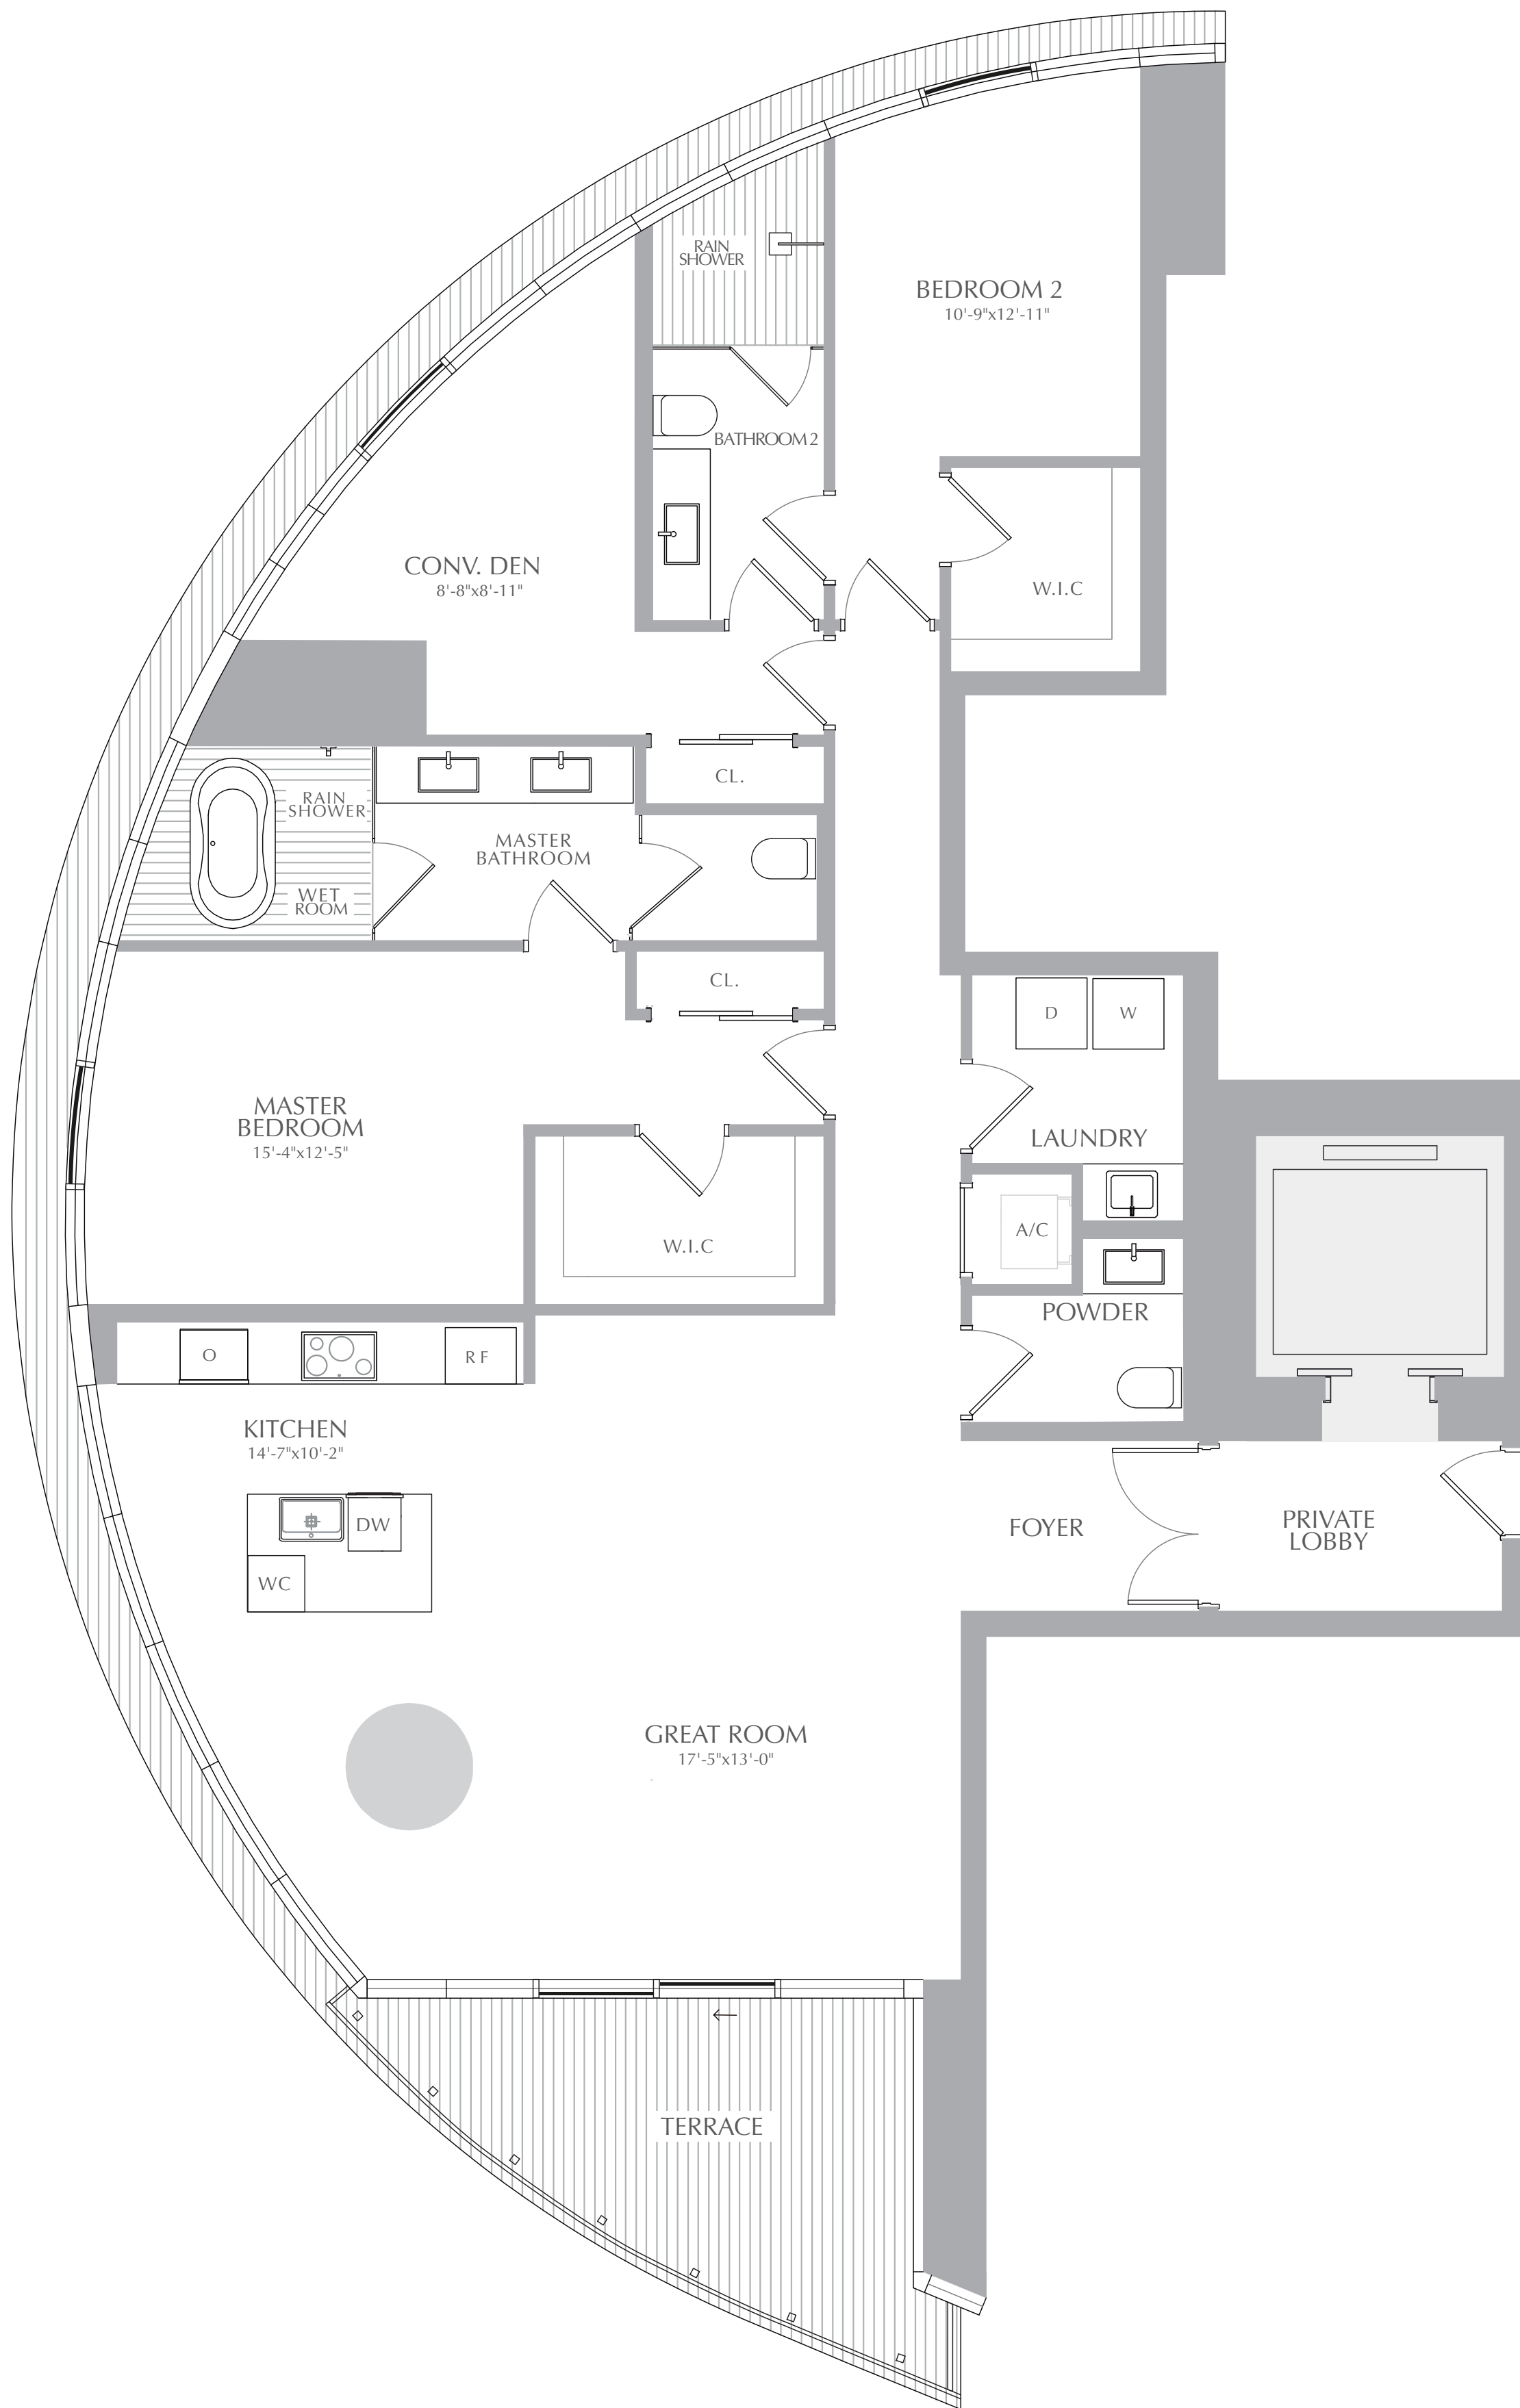 RAIN
SHOWER
BEDROOM 2
10'-9"x12'-11"
BATHROOM 2
CONV. DEN
8'-8"x8'-11"
W.I.C
CL.
RAIN
SHOWER
MASTER
BATHROOM
WET
ROOM
CL.
D
W
MASTER
BEDROOM
15'-4"x12'-5"
LAUNDRY
W.I.C
A/C
POWDER
O
RF
KITCHEN
14'-7"x10'-2"
DW
WC
FOYER
PRIVATE
LOBBY
GREAT ROOM
17'-5"x13'-0"
TERRACE